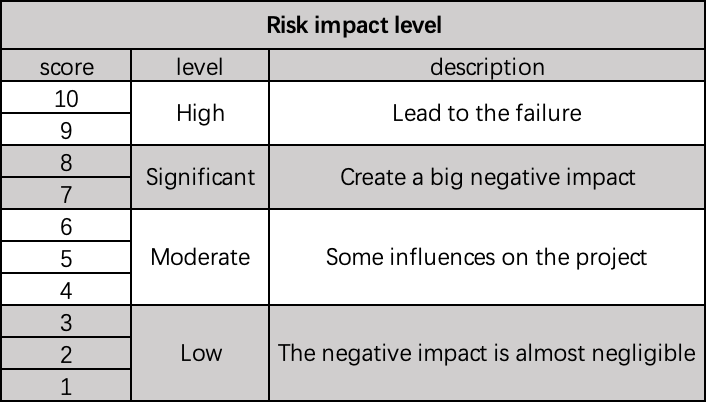 Risk impact level
score level description
10
High Lead to the failure
9
8
Significant Create a big negative impact
7
6
5 Moderate Some influences on the project
4
3
2 Low The negative impact is almost negligible
1